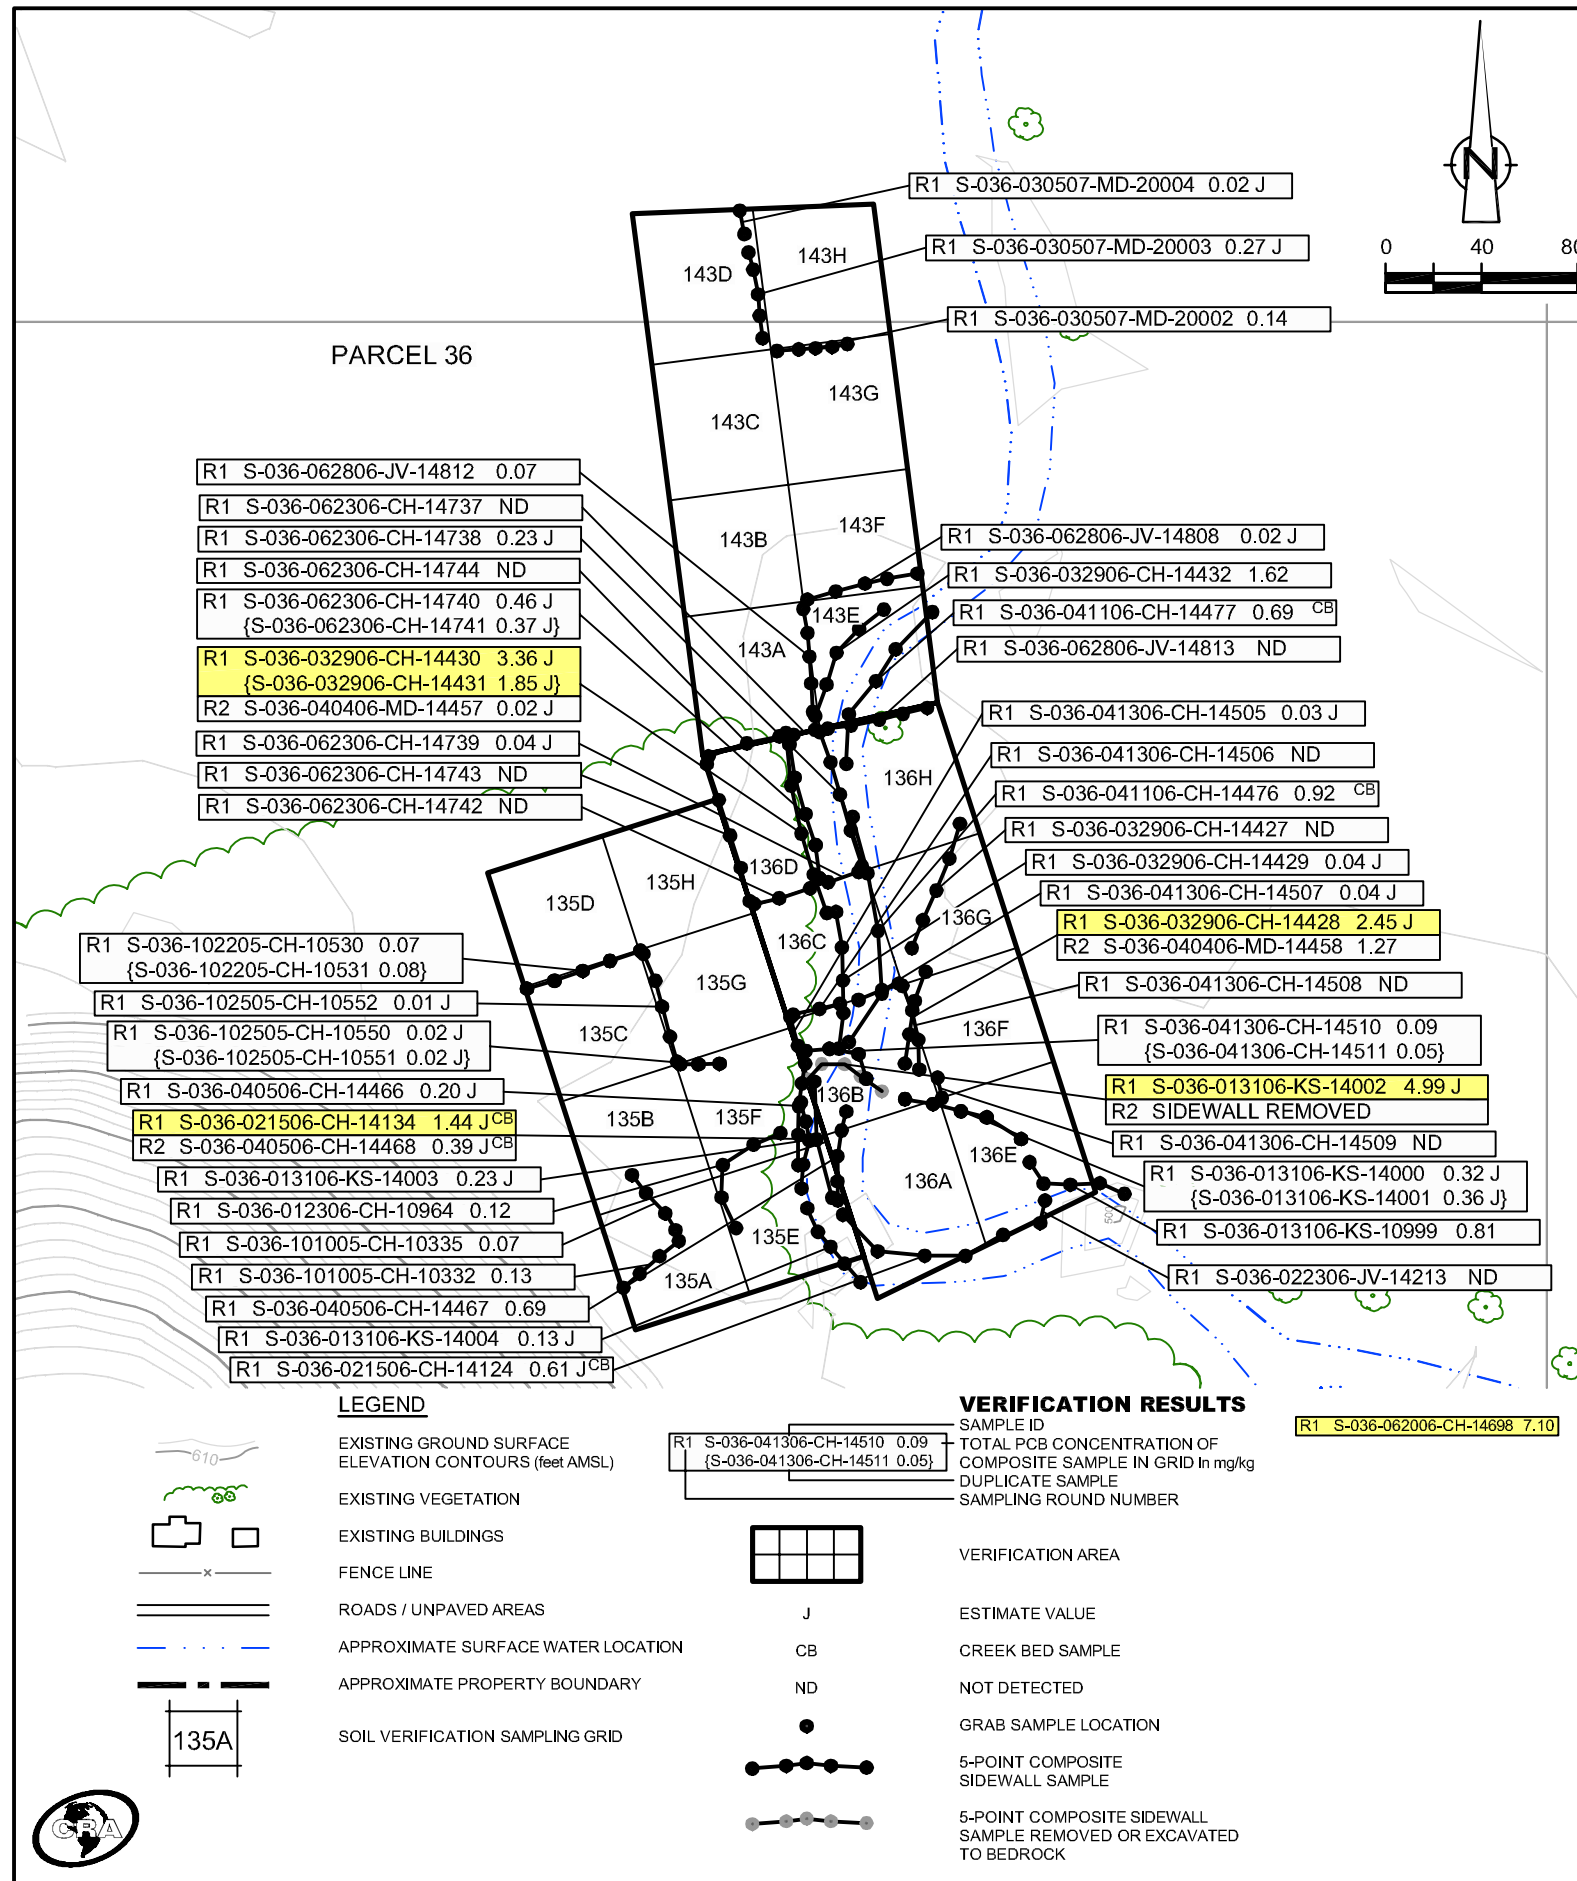 R1 S-036-030507-MD-20004 0.02 J
R1 S-036-030507-MD-20003 0.27 J
R1 S-036-030507-MD-20002 0.14
N
0 40 80
PARCEL 36
143D
143H
143C
143G
143B
143F
143E
143A
136H
136D
136C
136G
136F
136B
136E
136A
135D
135H
135G
135C
135B
135F
135E
135A
R1 S-036-062806-JV-14812 0.07
R1 S-036-062306-CH-14737 ND
R1 S-036-062306-CH-14738 0.23 J
R1 S-036-062306-CH-14744 ND
R1 S-036-062306-CH-14740 0.46 J
{S-036-062306-CH-14741 0.37 J}
R1 S-036-032906-CH-14430 3.36 J
{S-036-032906-CH-14431 1.85 J}
R2 S-036-040406-MD-14457 0.02 J
R1 S-036-062306-CH-14739 0.04 J
R1 S-036-062306-CH-14743 ND
R1 S-036-062306-CH-14742 ND
R1 S-036-102205-CH-10530 0.07
{S-036-102205-CH-10531 0.08}
R1 S-036-102505-CH-10552 0.01 J
R1 S-036-102505-CH-10550 0.02 J
{S-036-102505-CH-10551 0.02 J}
R1 S-036-040506-CH-14466 0.20 J
R1 S-036-021506-CH-14134 1.44 J CB
R2 S-036-040506-CH-14468 0.39 J CB
R1 S-036-013106-KS-14003 0.23 J
R1 S-036-012306-CH-10964 0.12
R1 S-036-101005-CH-10335 0.07
R1 S-036-101005-CH-10332 0.13
R1 S-036-040506-CH-14467 0.69
R1 S-036-013106-KS-14004 0.13 J
R1 S-036-021506-CH-14124 0.61 J CB
R1 S-036-062806-JV-14808 0.02 J
R1 S-036-032906-CH-14432 1.62
R1 S-036-041106-CH-14477 0.69 CB
R1 S-036-062806-JV-14813 ND
R1 S-036-041306-CH-14505 0.03 J
R1 S-036-041306-CH-14506 ND
R1 S-036-041106-CH-14476 0.92 CB
R1 S-036-032906-CH-14427 ND
R1 S-036-032906-CH-14429 0.04 J
R1 S-036-041306-CH-14507 0.04 J
R1 S-036-032906-CH-14428 2.45 J
R2 S-036-040406-MD-14458 1.27
R1 S-036-041306-CH-14508 ND
R1 S-036-041306-CH-14510 0.09
{S-036-041306-CH-14511 0.05}
R1 S-036-013106-KS-14002 4.99 J
R2 SIDEWALL REMOVED
R1 S-036-041306-CH-14509 ND
R1 S-036-013106-KS-14000 0.32 J
{S-036-013106-KS-14001 0.36 J}
R1 S-036-013106-KS-10999 0.81
R1 S-036-022306-JV-14213 ND
LEGEND
610
EXISTING GROUND SURFACE
ELEVATION CONTOURS (feet AMSL)
EXISTING VEGETATION
EXISTING BUILDINGS
FENCE LINE
ROADS / UNPAVED AREAS
APPROXIMATE SURFACE WATER LOCATION
APPROXIMATE PROPERTY BOUNDARY
135A
SOIL VERIFICATION SAMPLING GRID
CRA
VERIFICATION RESULTS
R1 S-036-041306-CH-14510 0.09
{S-036-041306-CH-14511 0.05}
SAMPLE ID
TOTAL PCB CONCENTRATION OF
COMPOSITE SAMPLE IN GRID In mg/kg
DUPLICATE SAMPLE
SAMPLING ROUND NUMBER
R1 S-036-062006-CH-14698 7.10
VERIFICATION AREA
J ESTIMATE VALUE
CB CREEK BED SAMPLE
ND NOT DETECTED
GRAB SAMPLE LOCATION
5-POINT COMPOSITE
SIDEWALL SAMPLE
5-POINT COMPOSITE SIDEWALL
SAMPLE REMOVED OR EXCAVATED
TO BEDROCK